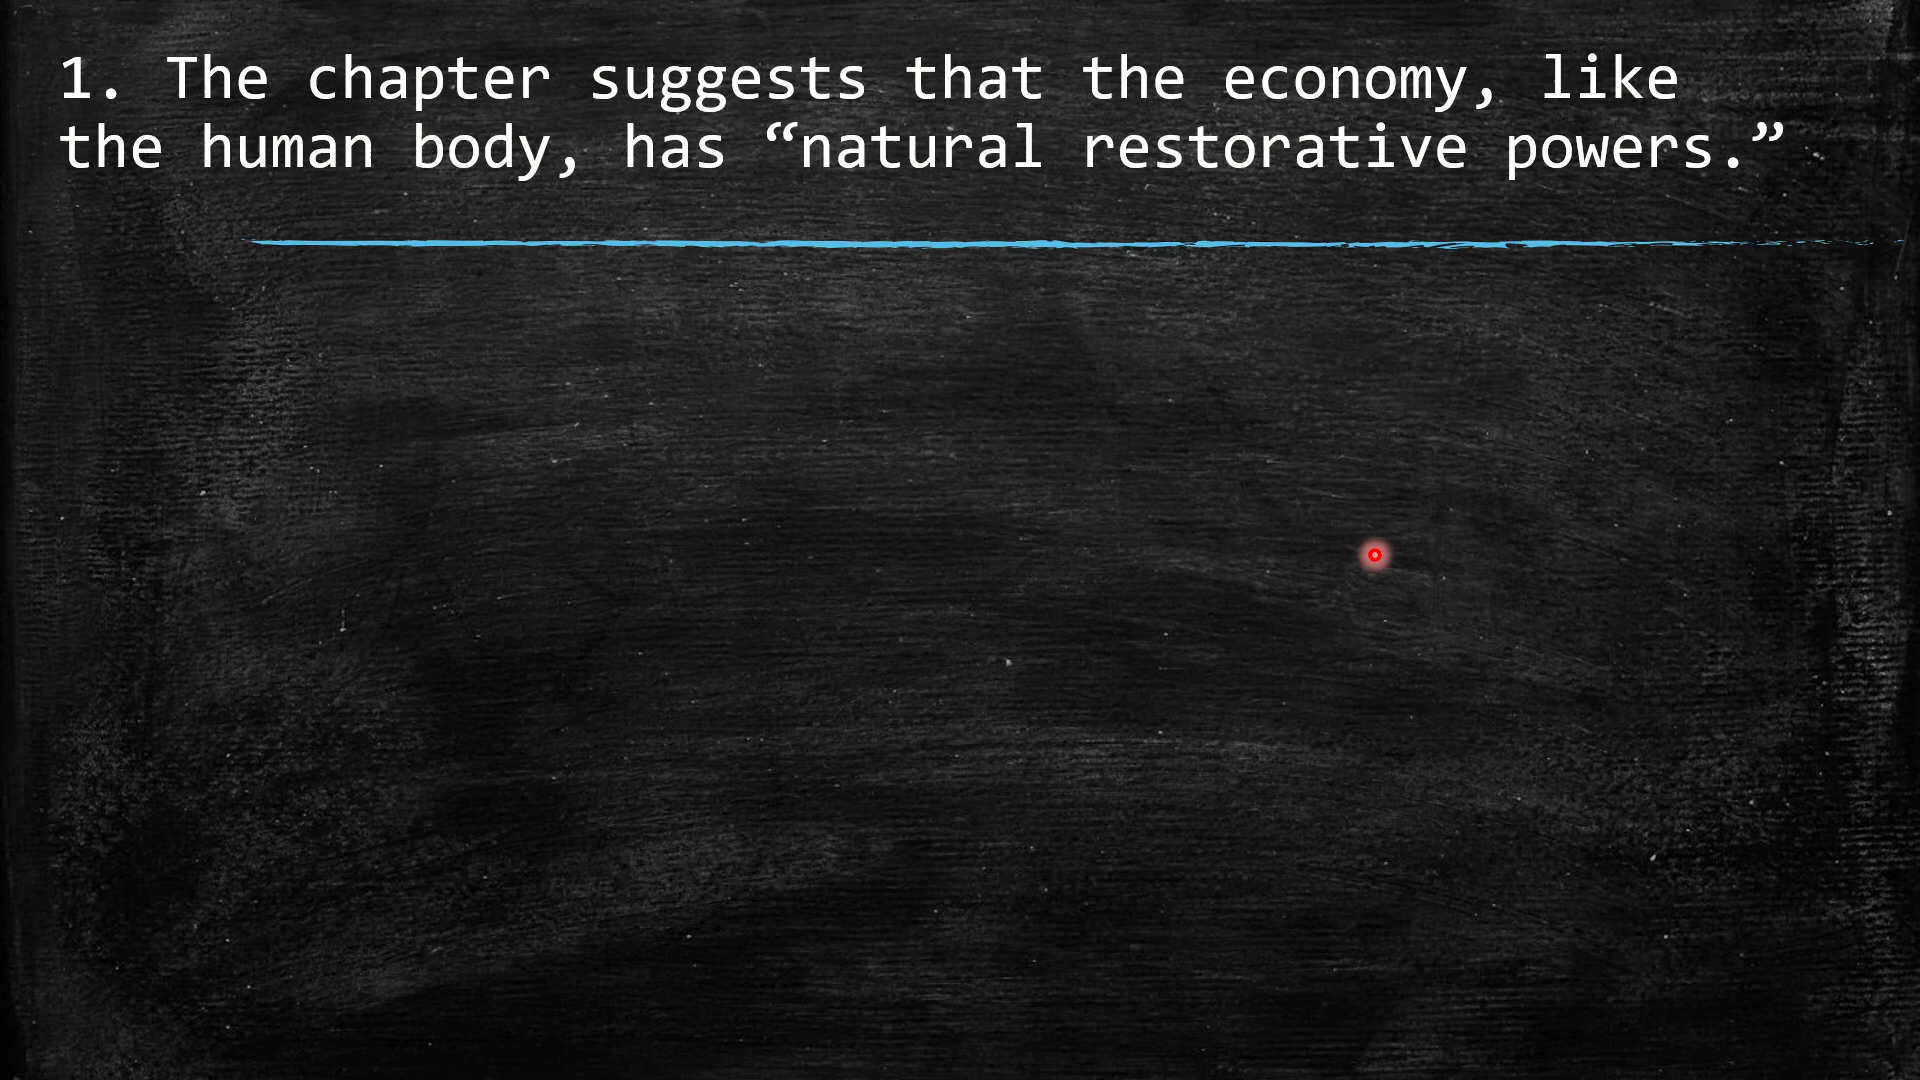 1. The chapter suggests that the economy, like
the human body, has “natural restorative powers.”